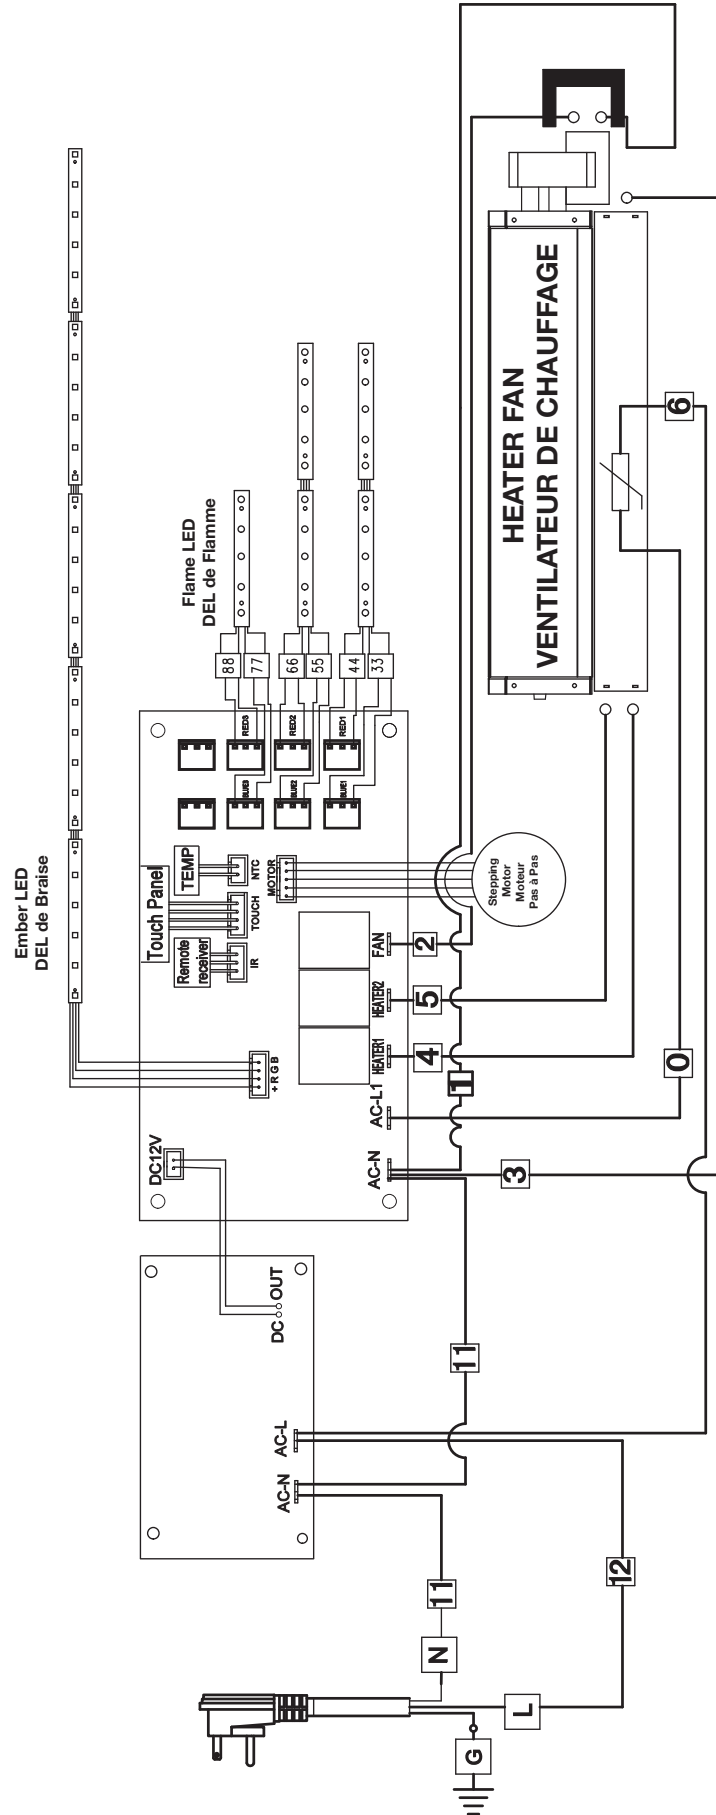 Ember LED
DEL de Braise
Flame LED
DEL de Flamme
88
77
66
55
44
33
RED3
RED2
RED1
BLUE3
BLUE2
BLUE1
HEATER FAN
VENTILATEUR DE CHAUFFAGE
6
Touch Panel
TEMP
Remote
receiver
NTC
TOUCH
IR
MOTOR
Stepping
Motor
Moteur
Pas à Pas
FAN
HEATER2
HEATER1
AC-L1
AC-N
2
5
4
1
0
3
+ R G B
DC12V
DC OUT
AC-L
AC-N
11
11
12
N
L
G